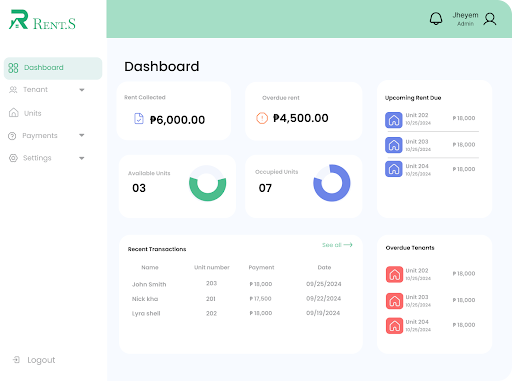 RENT.S
Jheyem
Admin
Dashboard
Tenant
Units
Payments
Settings
Logout
Dashboard
Rent Collected
₱6,000.00
Overdue rent
₱4,500.00
Available Units
03
Occupied Units
07
Upcoming Rent Due
Unit 202 ₱ 18,000
10/25/2024
Unit 203 ₱ 18,000
10/25/2024
Unit 204 ₱ 18,000
10/25/2024
Recent Transactions See all
Name Unit number Payment Date
John Smith 203 ₱ 18,000 09/25/2024
Nick kha 201 ₱ 17,500 09/22/2024
Lyra shell 202 ₱ 18,000 09/19/2024
Overdue Tenants
Unit 202 ₱ 18,000
10/25/2024
Unit 203 ₱ 18,000
10/25/2024
Unit 204 ₱ 18,000
10/25/2024